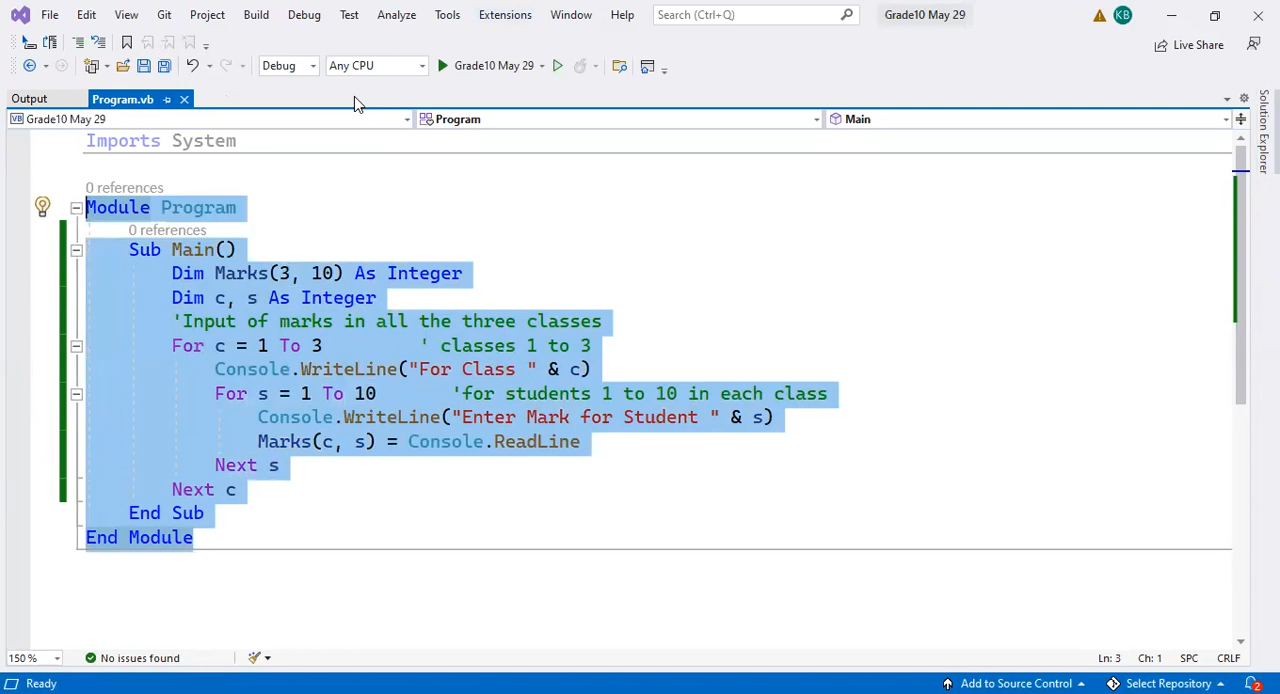 File Edit View Git Project Build Debug Test Analyze Tools Extensions Window Help Search (Ctrl+Q) Grade10 May 29 KB
Live Share
Debug Any CPU Grade10 May 29
Output Program.vb
VB Grade10 May 29 Program Main
Solution Explorer
Imports System
0 references
Module Program
0 references
Sub Main()
Dim Marks(3, 10) As Integer
Dim c, s As Integer
'Input of marks in all the three classes
For c = 1 To 3 ' classes 1 to 3
Console.WriteLine("For Class " & c)
For s = 1 To 10 'for students 1 to 10 in each class
Console.WriteLine("Enter Mark for Student " & s)
Marks(c, s) = Console.ReadLine
Next s
Next c
End Sub
End Module
150 % No issues found Ln: 3 Ch: 1 SPC CRLF
Ready Add to Source Control Select Repository 2